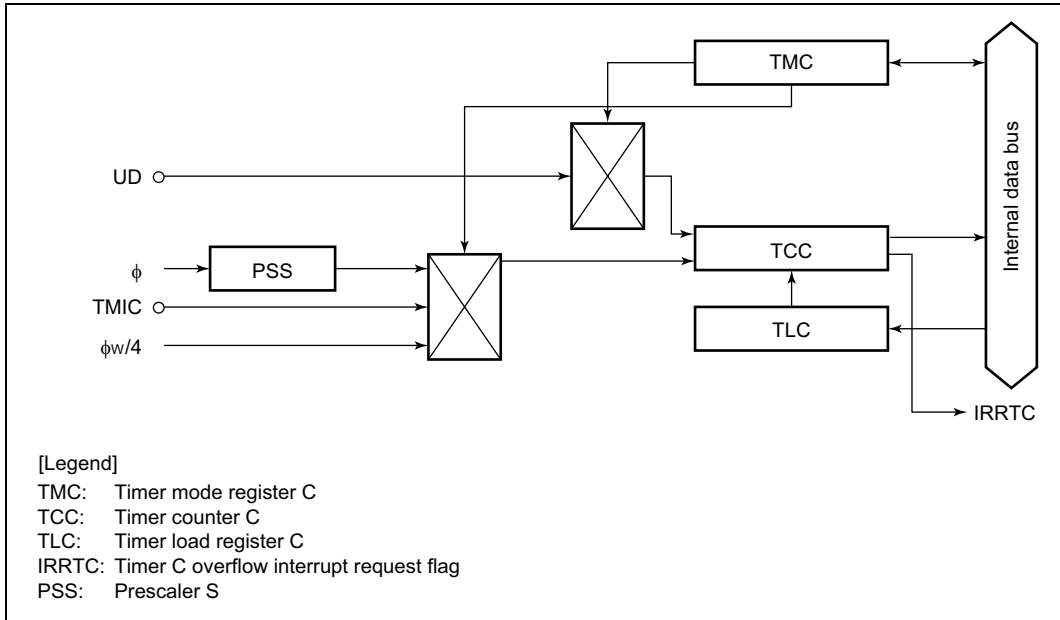 TMC
UD
Internal data bus
TCC
ϕ
PSS
TMIC
TLC
ϕW/4
IRRTC
[Legend]
TMC: Timer mode register C
TCC: Timer counter C
TLC: Timer load register C
IRRTC: Timer C overflow interrupt request flag
PSS: Prescaler S